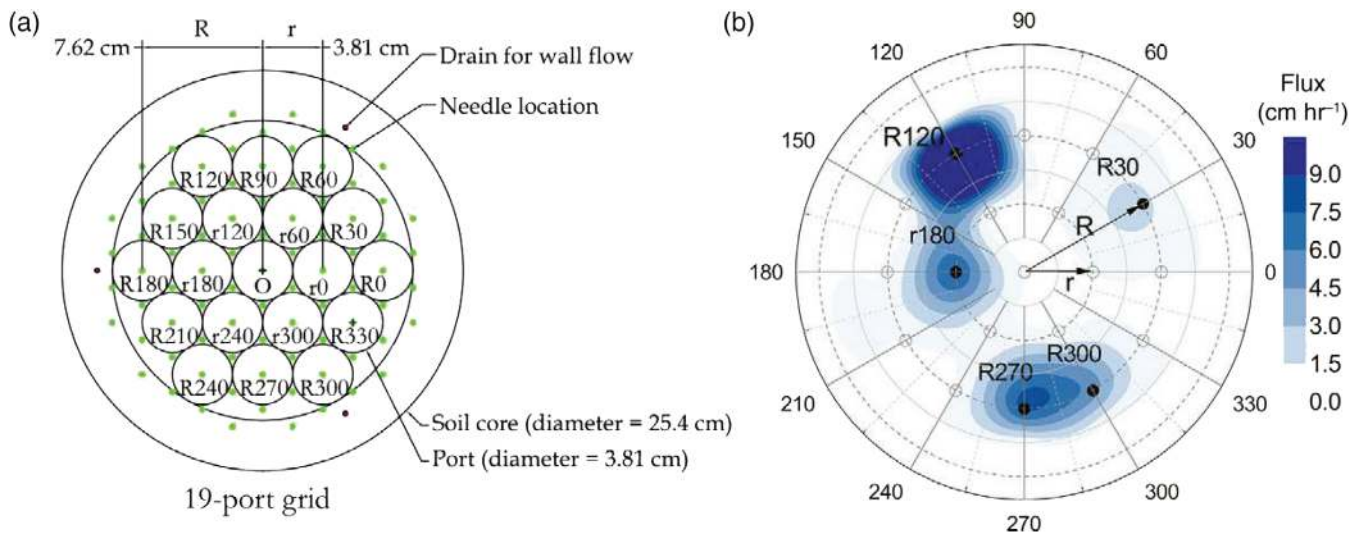 (a)
R
r
7.62 cm
3.81 cm
Drain for wall flow
Needle location
R120 R90 R60
R150 r120 r60 R30
R180 r180 O r0 R0
R210 r240 r300 R330
R240 R270 R300
Soil core (diameter = 25.4 cm)
Port (diameter = 3.81 cm)
19-port grid
(b)
90
120
60
150
30
180
0
210
330
240
300
270
R120
R30
R
r180
r
R300
R270
Flux
(cm hr⁻¹)
9.0
7.5
6.0
4.5
3.0
1.5
0.0